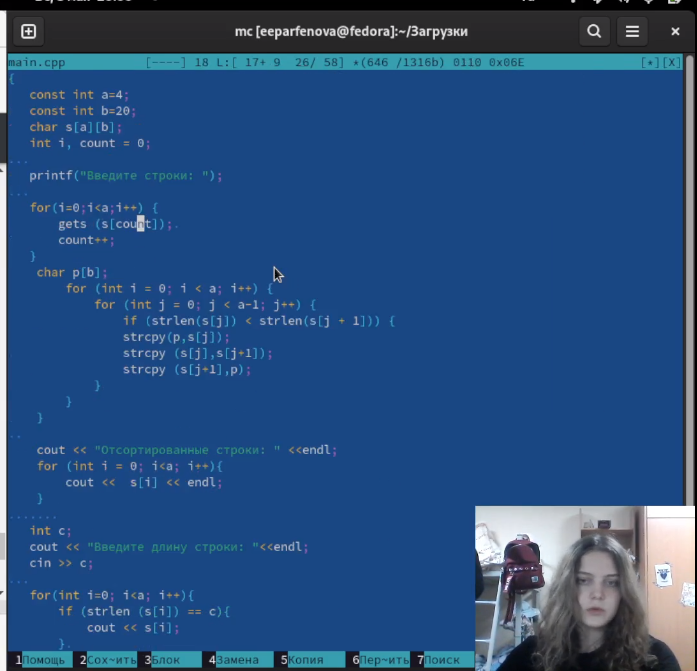 mc [eeparfenova@fedora]:~/Загрузки
main.cpp [----] 18 L:[ 17+ 9 26/ 58] *(646 /1316b) 0110 0x06E [*][X]
{
const int a=4;
const int b=20;
char s[a][b];
int i, count = 0;
printf("Введите строки: ");
for(i=0;i<a;i++) {
gets (s[count]);
count++;
}
char p[b];
for (int i = 0; i < a; i++) {
for (int j = 0; j < a-1; j++) {
if (strlen(s[j]) < strlen(s[j + 1])) {
strcpy(p,s[j]);
strcpy (s[j],s[j+1]);
strcpy (s[j+1],p);
}
}
}
cout << "Отсортированные строки: " <<endl;
for (int i = 0; i<a; i++){
cout << s[i] << endl;
}
int c;
cout << "Введите длину строки: "<<endl;
cin >> c;
for(int i=0; i<a; i++){
if (strlen (s[i]) == c){
cout << s[i];
}
1Помощь 2Сох~ить 3Блок 4Замена 5Копия 6Пер~ить 7Поиск